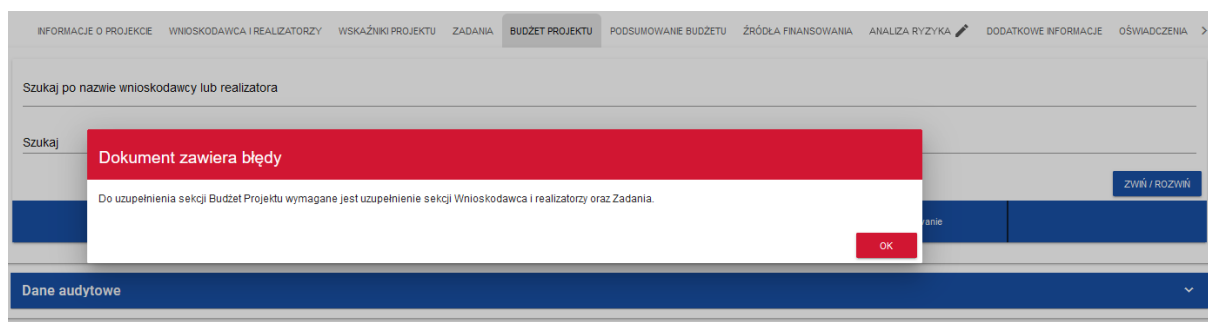 INFORMACJE O PROJEKCIE WNIOSKODAWCA I REALIZATORZY WSKAŹNIKI PROJEKTU ZADANIA BUDŻET PROJEKTU PODSUMOWANIE BUDŻETU ŹRÓDŁA FINANSOWANIA ANALIZA RYZYKA DODATKOWE INFORMACJE OŚWIADCZENIA
Szukaj po nazwie wnioskodawcy lub realizatora
Szukaj
Dokument zawiera błędy
Do uzupełnienia sekcji Budżet Projektu wymagane jest uzupełnienie sekcji Wnioskodawca i realizatorzy oraz Zadania.
ZWIŃ / ROZWIŃ
OK
Dane audytowe